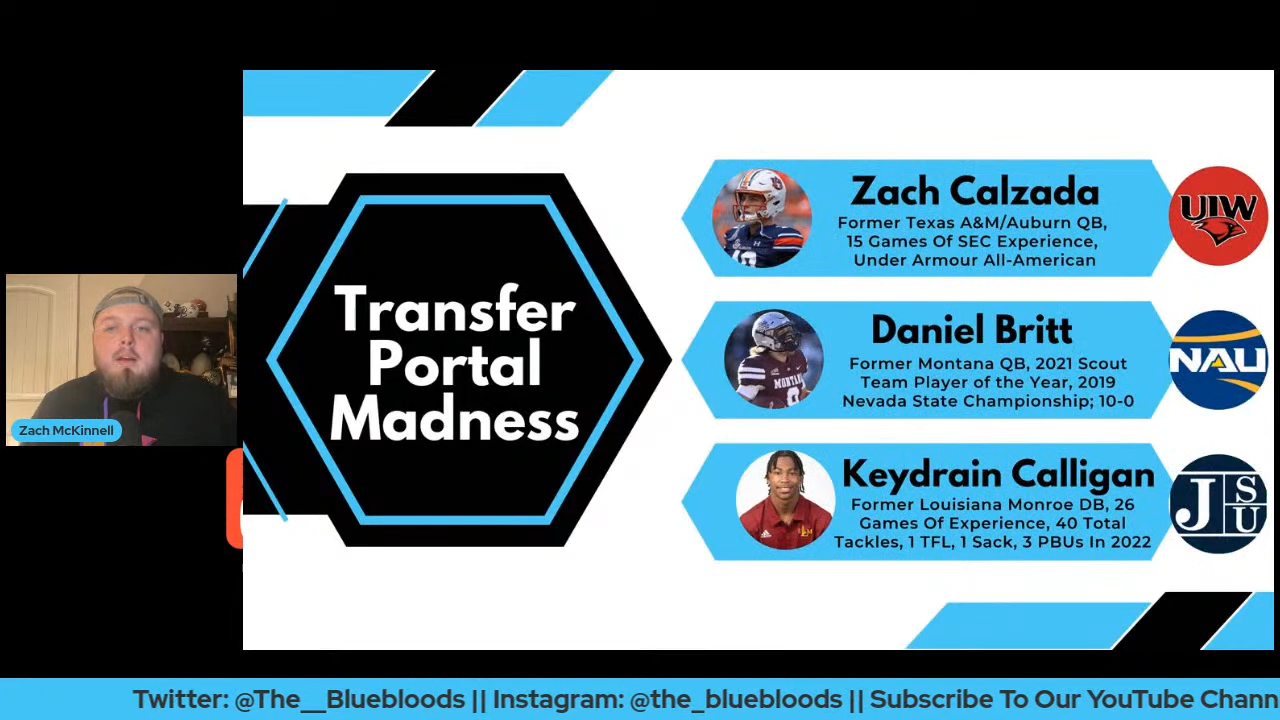 Transfer
Portal
Madness
Zach Calzada
Former Texas A&M/Auburn QB,
15 Games Of SEC Experience,
Under Armour All-American
UIW
Daniel Britt
Former Montana QB, 2021 Scout
Team Player of the Year, 2019
Nevada State Championship; 10-0
MONTANA
NAU
Keydrain Calligan
Former Louisiana Monroe DB, 26
Games Of Experience, 40 Total
Tackles, 1 TFL, 1 Sack, 3 PBUs In 2022
JSU
Zach McKinnell
Twitter: @The__Bluebloods || Instagram: @the_bluebloods || Subscribe To Our YouTube Chann